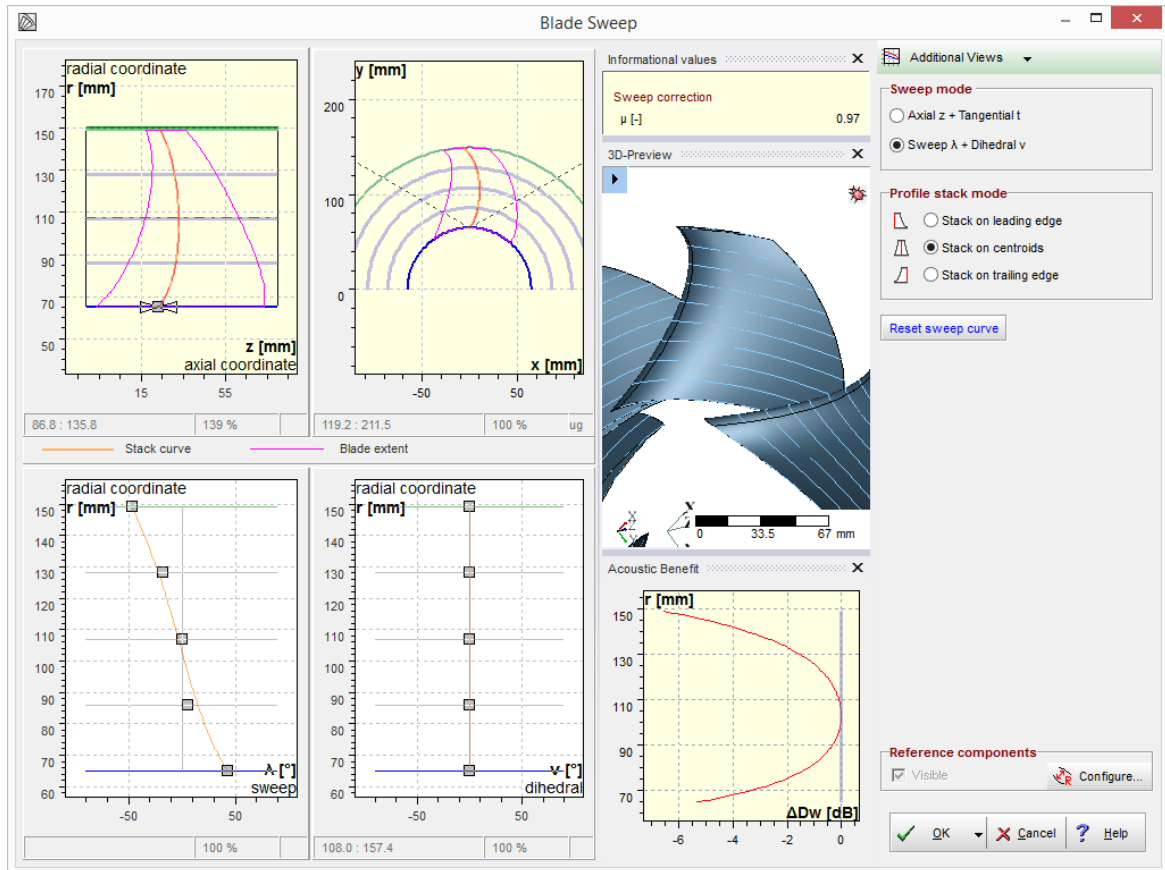 Blade Sweep
radial coordinate
r [mm]
170
150
130
110
90
70
50
15
55
z [mm]
axial coordinate
86.8 : 135.8
139 %
y [mm]
200
100
0
-50
50
x [mm]
119.2 : 211.5
100 %
ug
Stack curve
Blade extent
radial coordinate
r [mm]
150
140
130
120
110
100
90
80
70
60
-50
50
λ [°]
sweep
100 %
radial coordinate
r [mm]
150
140
130
120
110
100
90
80
70
60
-50
50
ν [°]
dihedral
108.0 : 157.4
100 %
Informational values
Sweep correction
μ [-]
0.97
3D-Preview
0
33.5
67 mm
Acoustic Benefit
r [mm]
150
130
110
90
70
-6
-4
-2
0
ΔDw [dB]
Additional Views
Sweep mode
Axial z + Tangential t
Sweep λ + Dihedral ν
Profile stack mode
Stack on leading edge
Stack on centroids
Stack on trailing edge
Reset sweep curve
Reference components
Visible
Configure...
OK
Cancel
Help